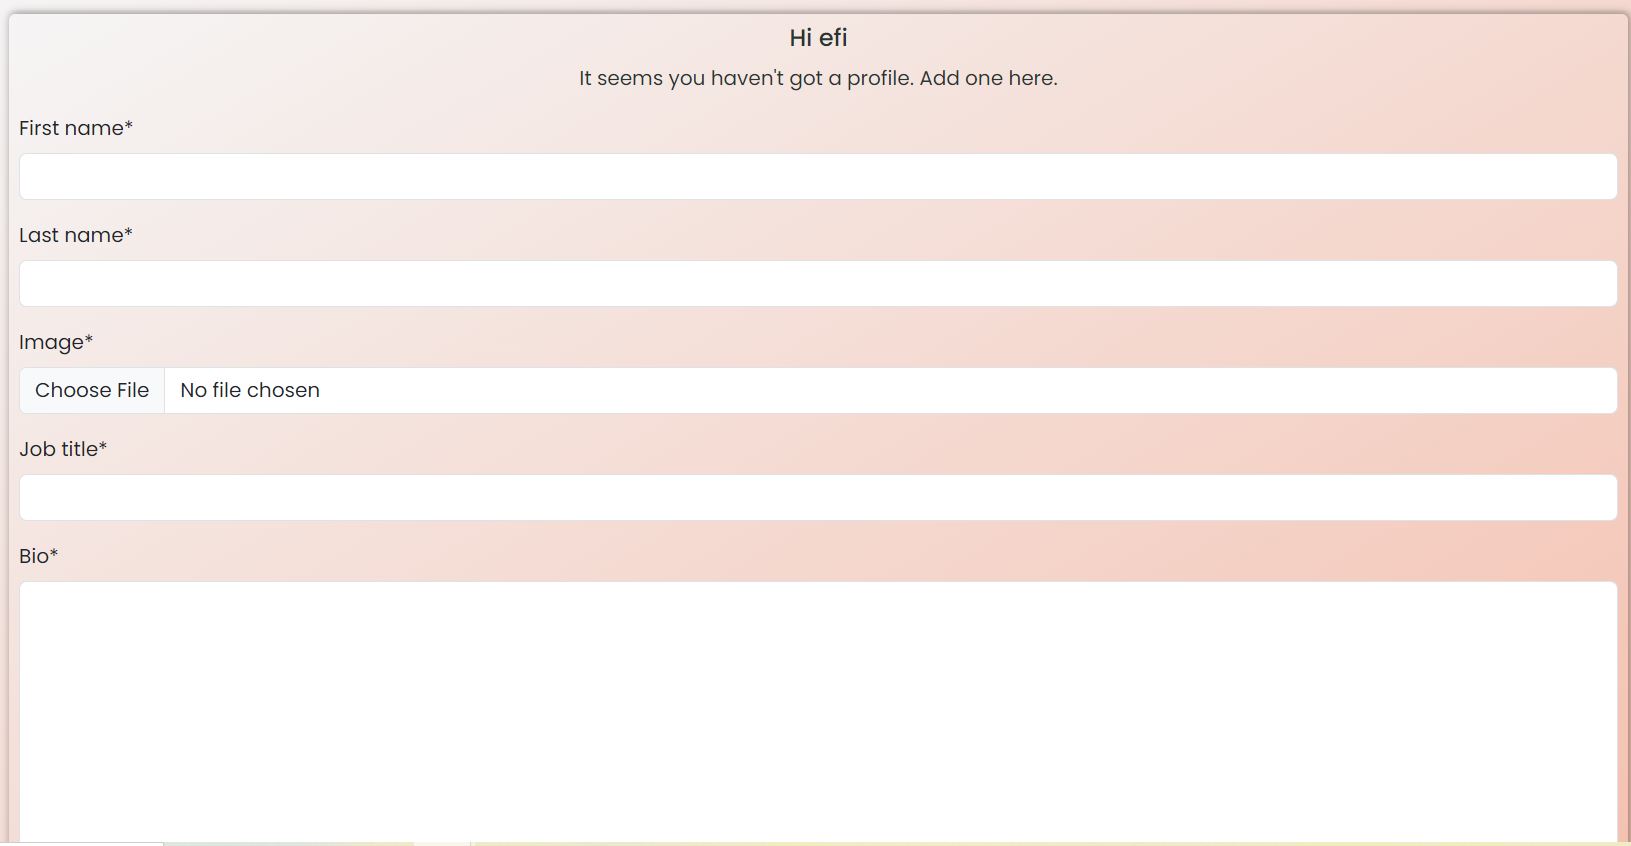 Hi efi
It seems you haven't got a profile. Add one here.
First name*
Last name*
Image*
Choose File No file chosen
Job title*
Bio*